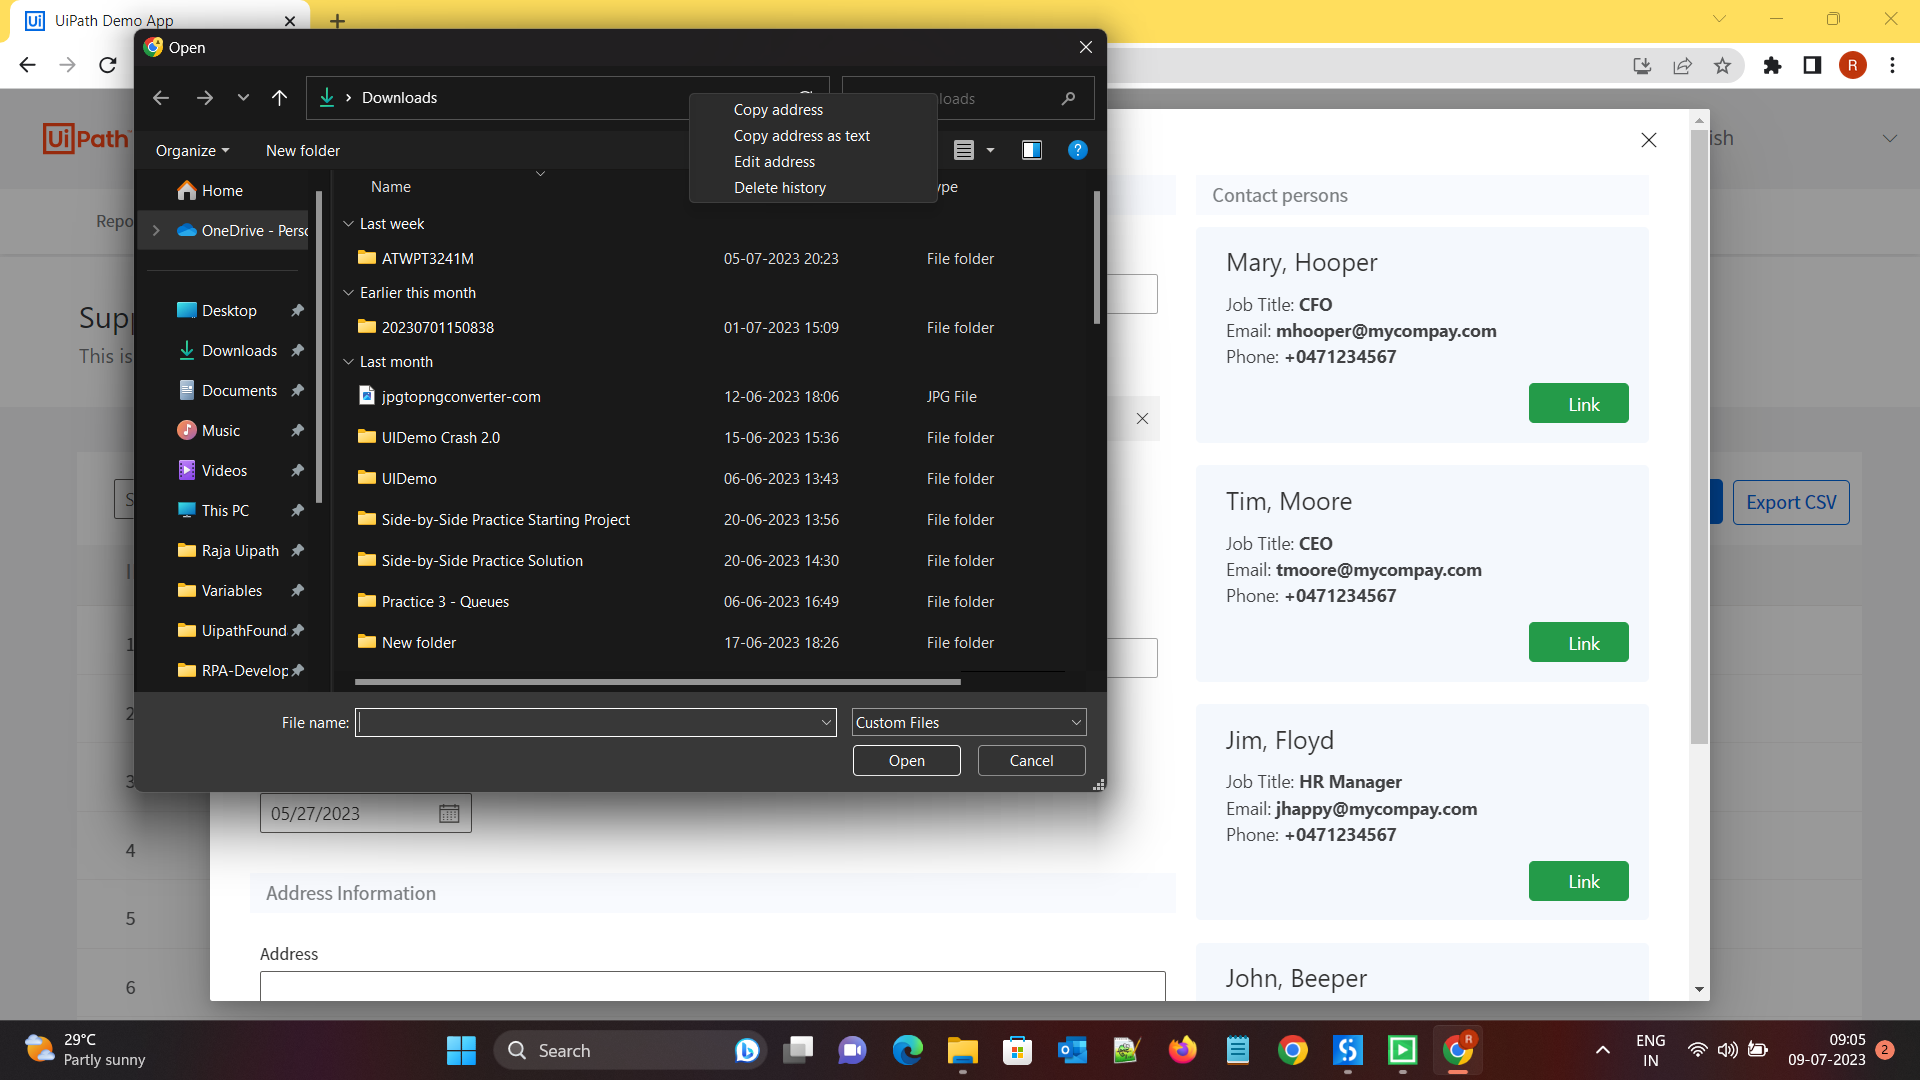 UiPath Demo App
Open
Downloads
loads
R
Copy address
Copy address as text
Edit address
Delete history
UiPath
Organize
New folder
ish
Home
OneDrive - Perso
Name
ype
Repo
Last week
ATWPT3241M 05-07-2023 20:23 File folder
Earlier this month
20230701150838 01-07-2023 15:09 File folder
Last month
jpgtopngconverter-com 12-06-2023 18:06 JPG File
UIDemo Crash 2.0 15-06-2023 15:36 File folder
UIDemo 06-06-2023 13:43 File folder
Side-by-Side Practice Starting Project 20-06-2023 13:56 File folder
Side-by-Side Practice Solution 20-06-2023 14:30 File folder
Practice 3 - Queues 06-06-2023 16:49 File folder
New folder 17-06-2023 18:26 File folder
Desktop
Downloads
Documents
Music
Videos
This PC
Raja Uipath
Variables
UipathFound
RPA-Develop
Supp
This is
File name:
Custom Files
Open
Cancel
Contact persons
Mary, Hooper
Job Title: CFO
Email: mhooper@mycompay.com
Phone: +0471234567
Link
Tim, Moore
Job Title: CEO
Email: tmoore@mycompay.com
Phone: +0471234567
Link
Jim, Floyd
Job Title: HR Manager
Email: jhappy@mycompay.com
Phone: +0471234567
Link
John, Beeper
Export CSV
1
2
3
4
5
6
05/27/2023
Address Information
Address
29°C
Partly sunny
Search
R
ENG
IN
09:05
09-07-2023
2